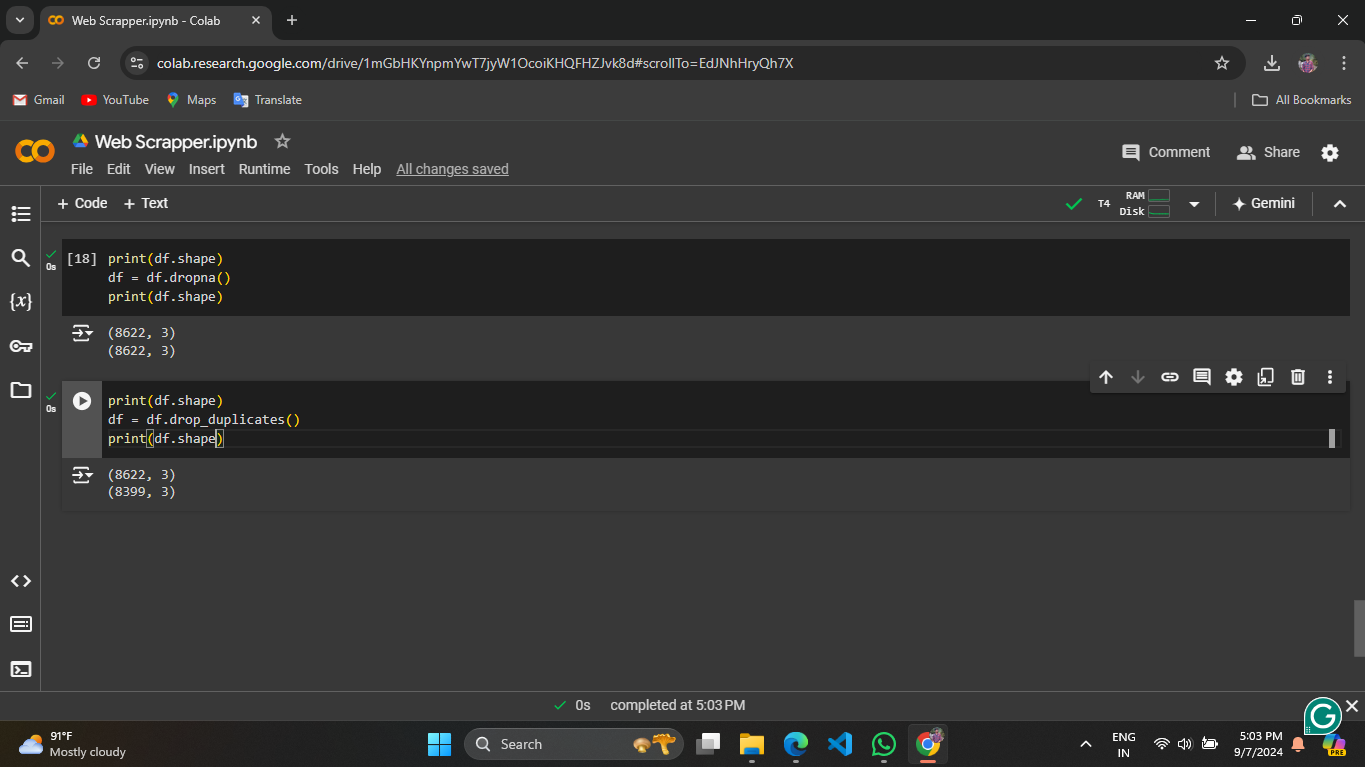 Web Scrapper.ipynb - Colab
colab.research.google.com/drive/1mGbHKYnpmYwT7jyW1OcoiKHQFHZJvk8d#scrollTo=EdJNhHryQh7X
Gmail YouTube Maps Translate All Bookmarks
Web Scrapper.ipynb
Comment Share
File Edit View Insert Runtime Tools Help All changes saved
+ Code + Text T4 RAM Disk Gemini
[18] print(df.shape)
0s
df = df.dropna()
print(df.shape)
(8622, 3)
(8622, 3)
print(df.shape)
0s
df = df.drop_duplicates()
print(df.shape)
(8622, 3)
(8399, 3)
{x}
0s completed at 5:03 PM
91°F
Mostly cloudy
Search
ENG
IN
5:03 PM
9/7/2024
PRE